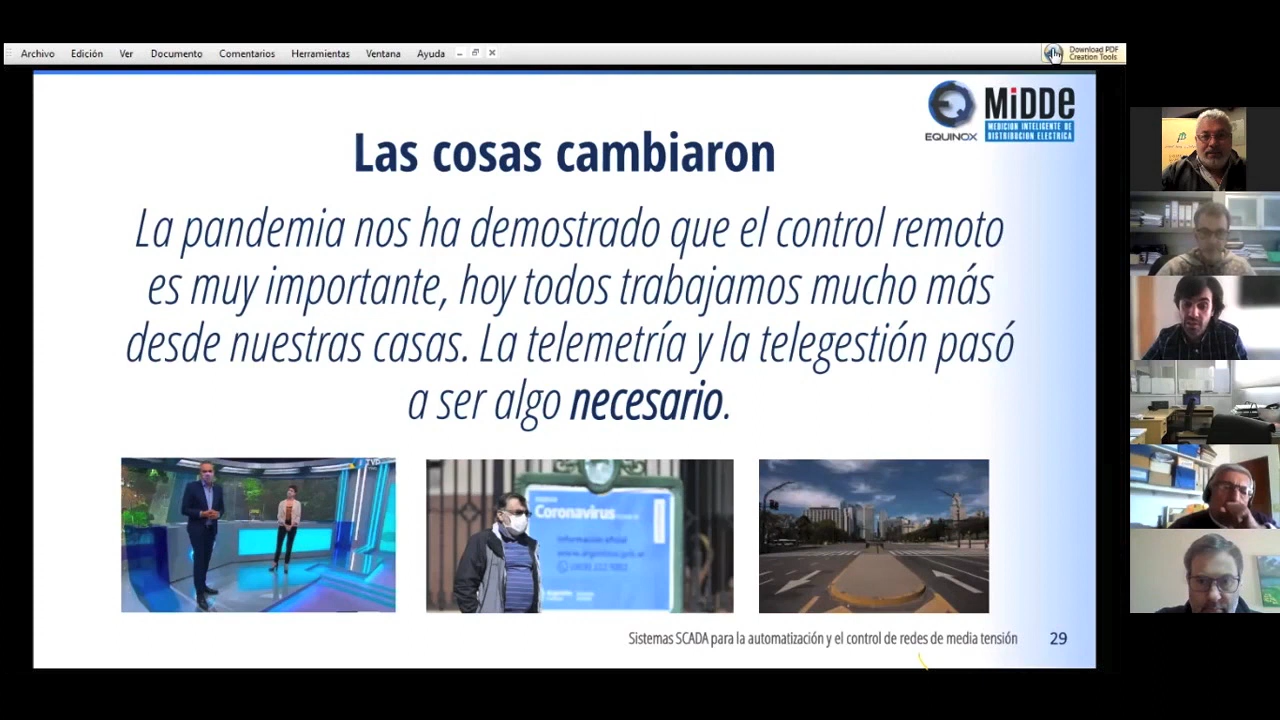 Archivo Edición Ver Documento Comentarios Herramientas Ventana Ayuda
Download PDF
Creation Tools
EQUINOX
MiDDE
MEDICION INTELIGENTE DE
DISTRIBUCION ELECTRICA
Las cosas cambiaron
La pandemia nos ha demostrado que el control remoto
es muy importante, hoy todos trabajamos mucho más
desde nuestras casas. La telemetría y la telegestión pasó
a ser algo necesario.
TVP
Coronavirus
Información oficial
Sistemas SCADA para la automatización y el control de redes de media tensión 29